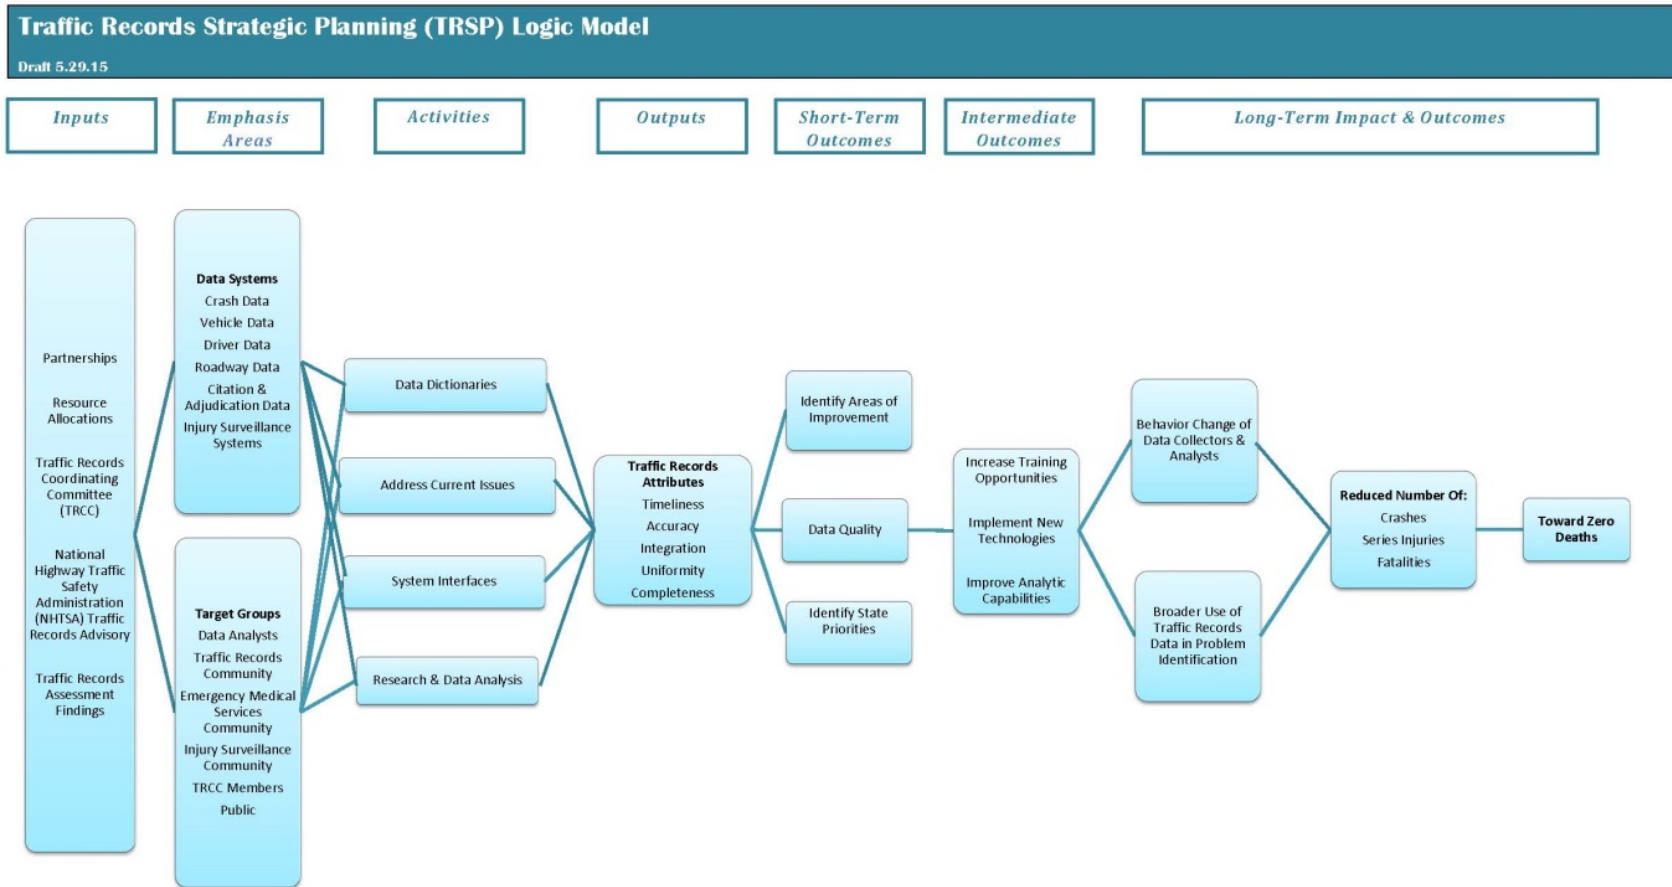 Traffic Records Strategic Planning (TRSP) Logic Model
Draft 5.29.15
Inputs
Emphasis
Areas
Activities
Outputs
Short-Term
Outcomes
Intermediate
Outcomes
Long-Term Impact & Outcomes
Partnerships
Resource
Allocations
Traffic Records
Coordinating
Committee
(TRCC)
National
Highway Traffic
Safety
Administration
(NHTSA) Traffic
Records Advisory
Traffic Records
Assessment
Findings
Data Systems
Crash Data
Vehicle Data
Driver Data
Roadway Data
Citation &
Adjudication Data
Injury Surveillance
Systems
Target Groups
Data Analysts
Traffic Records
Community
Emergency Medical
Services
Community
Injury Surveillance
Community
TRCC Members
Public
Data Dictionaries
Address Current Issues
System Interfaces
Research & Data Analysis
Traffic Records
Attributes
Timeliness
Accuracy
Integration
Uniformity
Completeness
Identify Areas of
Improvement
Data Quality
Identify State
Priorities
Increase Training
Opportunities
Implement New
Technologies
Improve Analytic
Capabilities
Behavior Change of
Data Collectors &
Analysts
Broader Use of
Traffic Records
Data in Problem
Identification
Reduced Number Of:
Crashes
Series Injuries
Fatalities
Toward Zero
Deaths